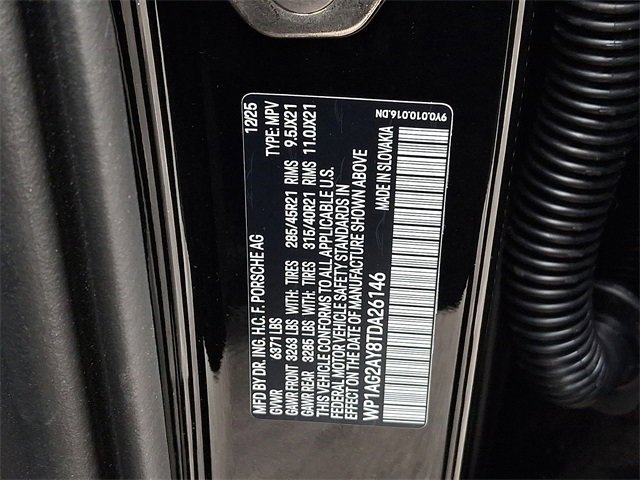 MFD BY DR. ING. H.C. F. PORSCHE AG 12/25
GVWR 6371 LBS TYPE: MPV
GAWR FRONT 3263 LBS WITH: TIRES 285/45R21 RIMS 9.5JX21
GAWR REAR 3285 LBS WITH: TIRES 315/40R21 RIMS 11.0JX21
THIS VEHICLE CONFORMS TO ALL APPLICABLE U.S.
FEDERAL MOTOR VEHICLE SAFETY STANDARDS IN
EFFECT ON THE DATE OF MANUFACTURE SHOWN ABOVE
WP1AG2AY8TDA26146 MADE IN SLOVAKIA
9Y0.010.016.DN